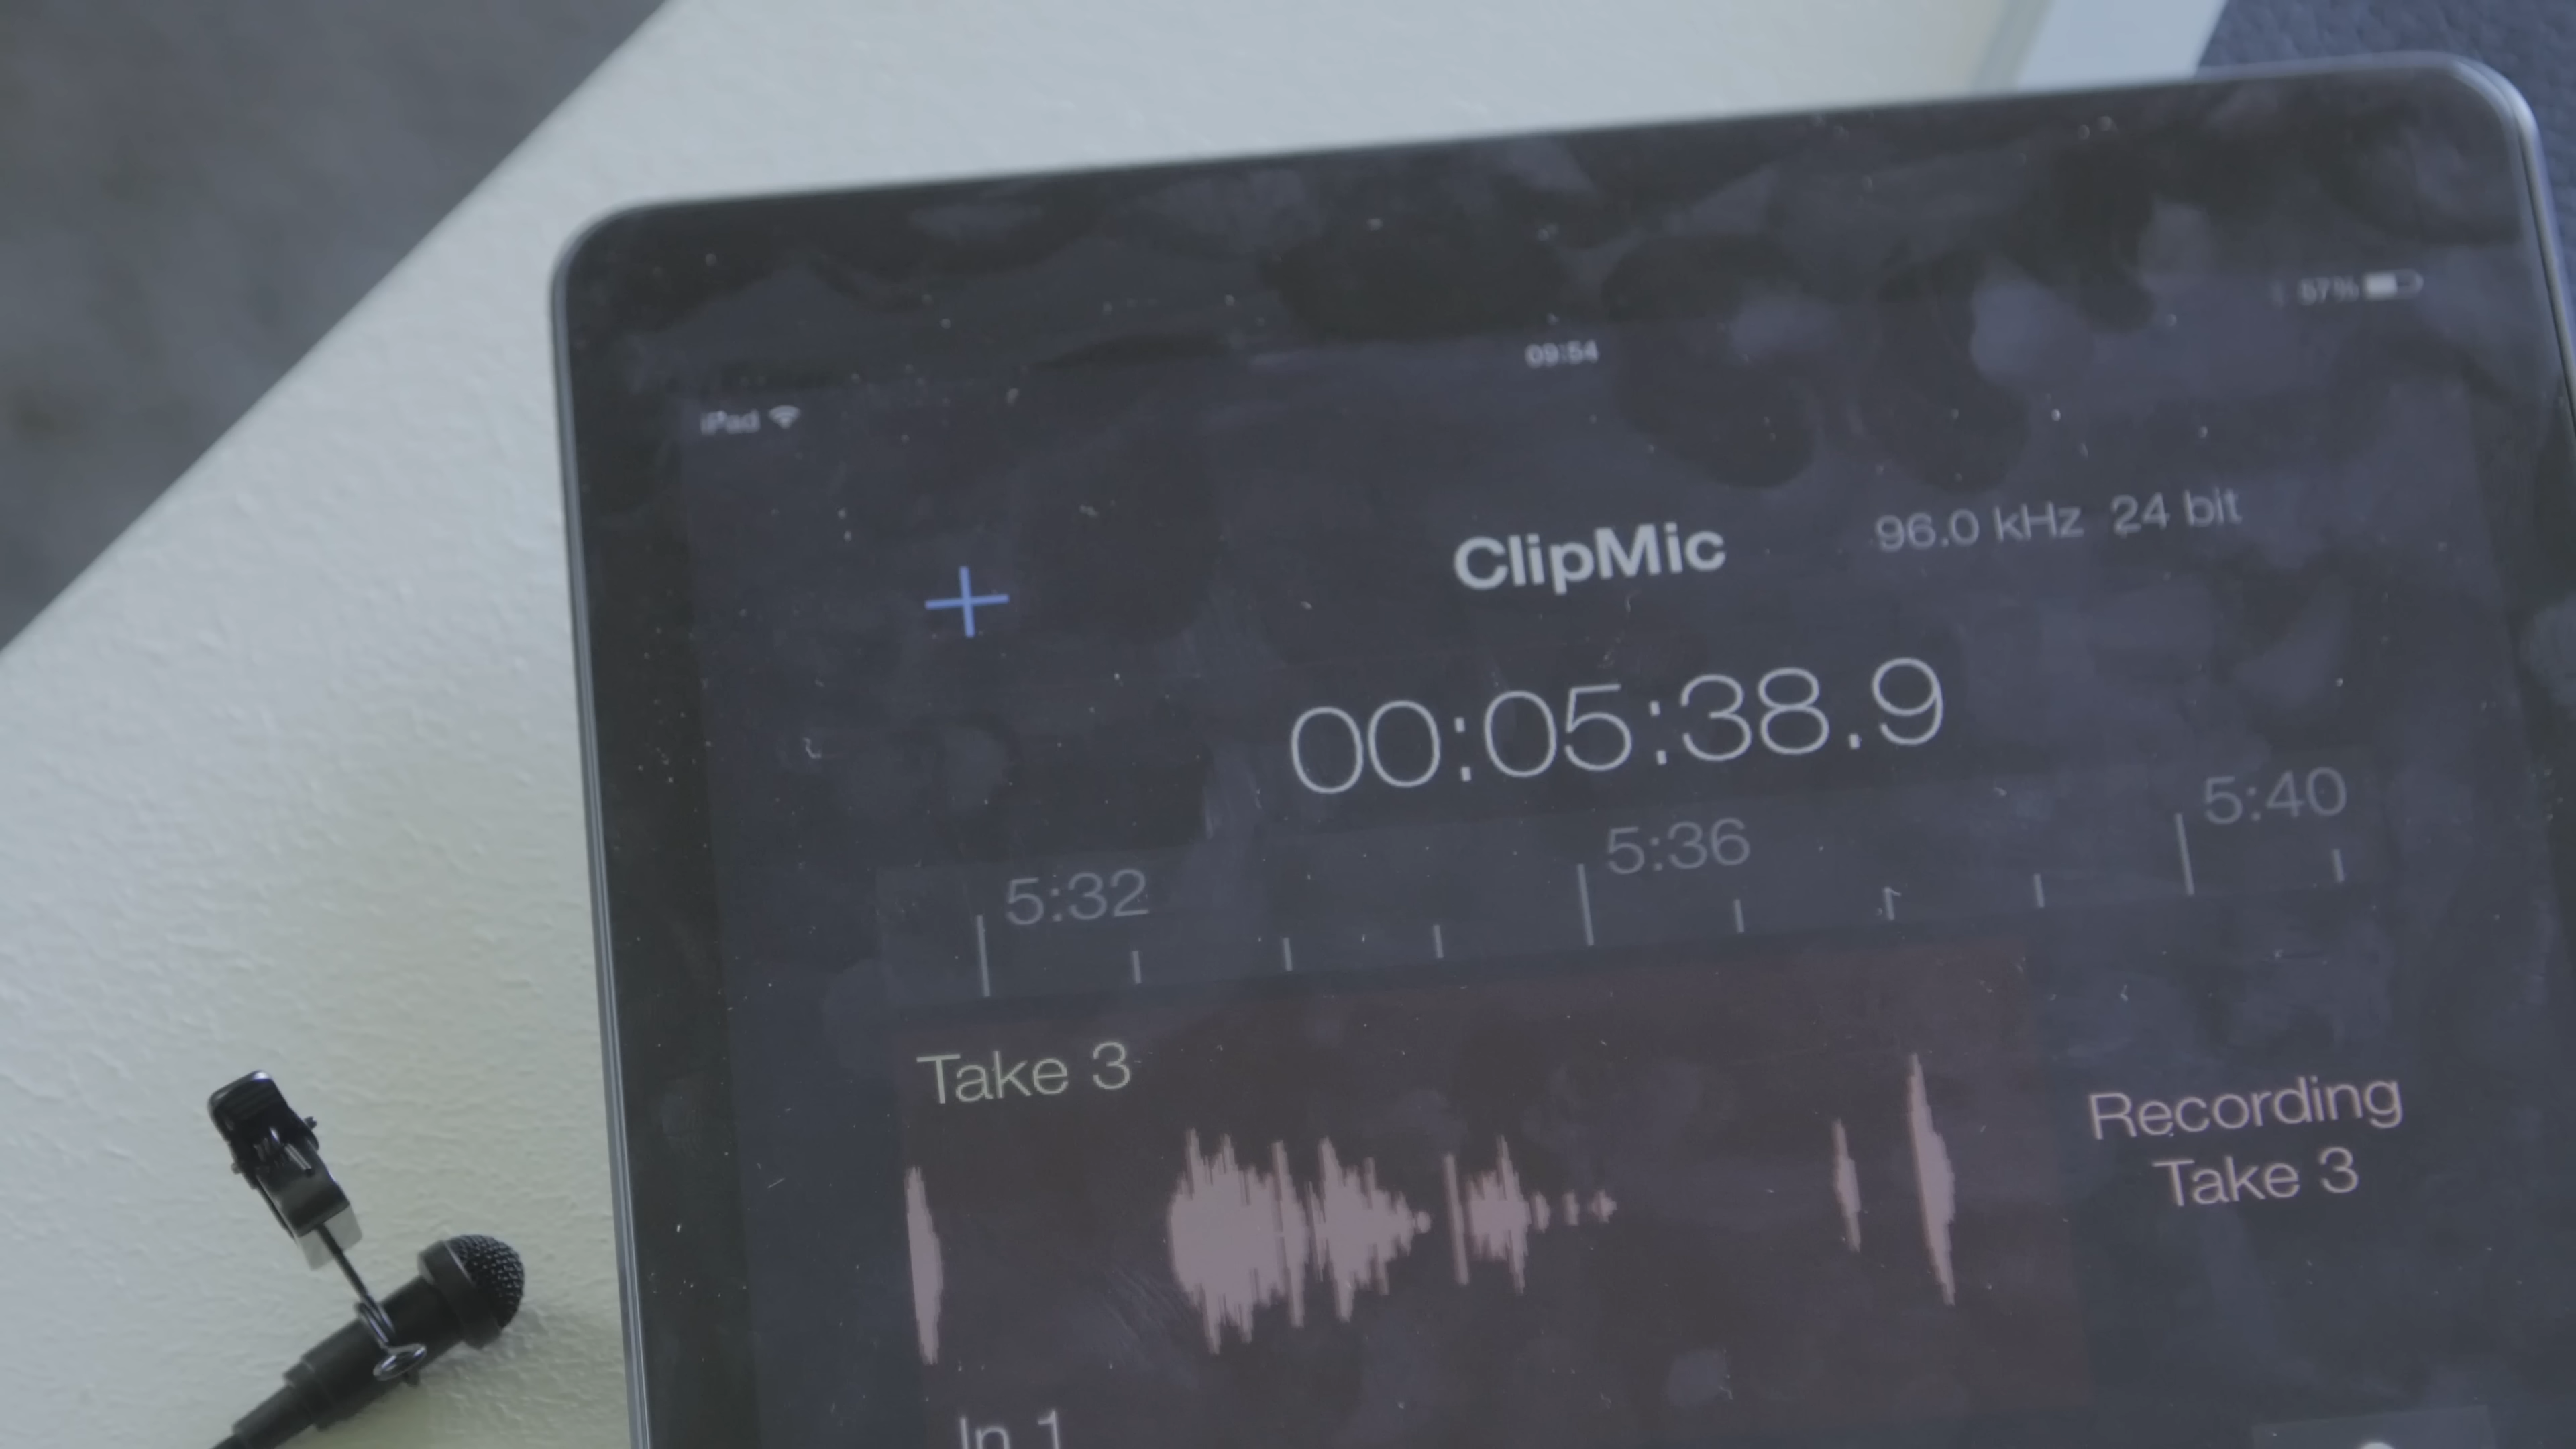 iPad
09:54
57%
ClipMic
96.0 kHz 24 bit
00:05:38.9
5:32
5:36
5:40
Take 3
Recording
Take 3
In 1